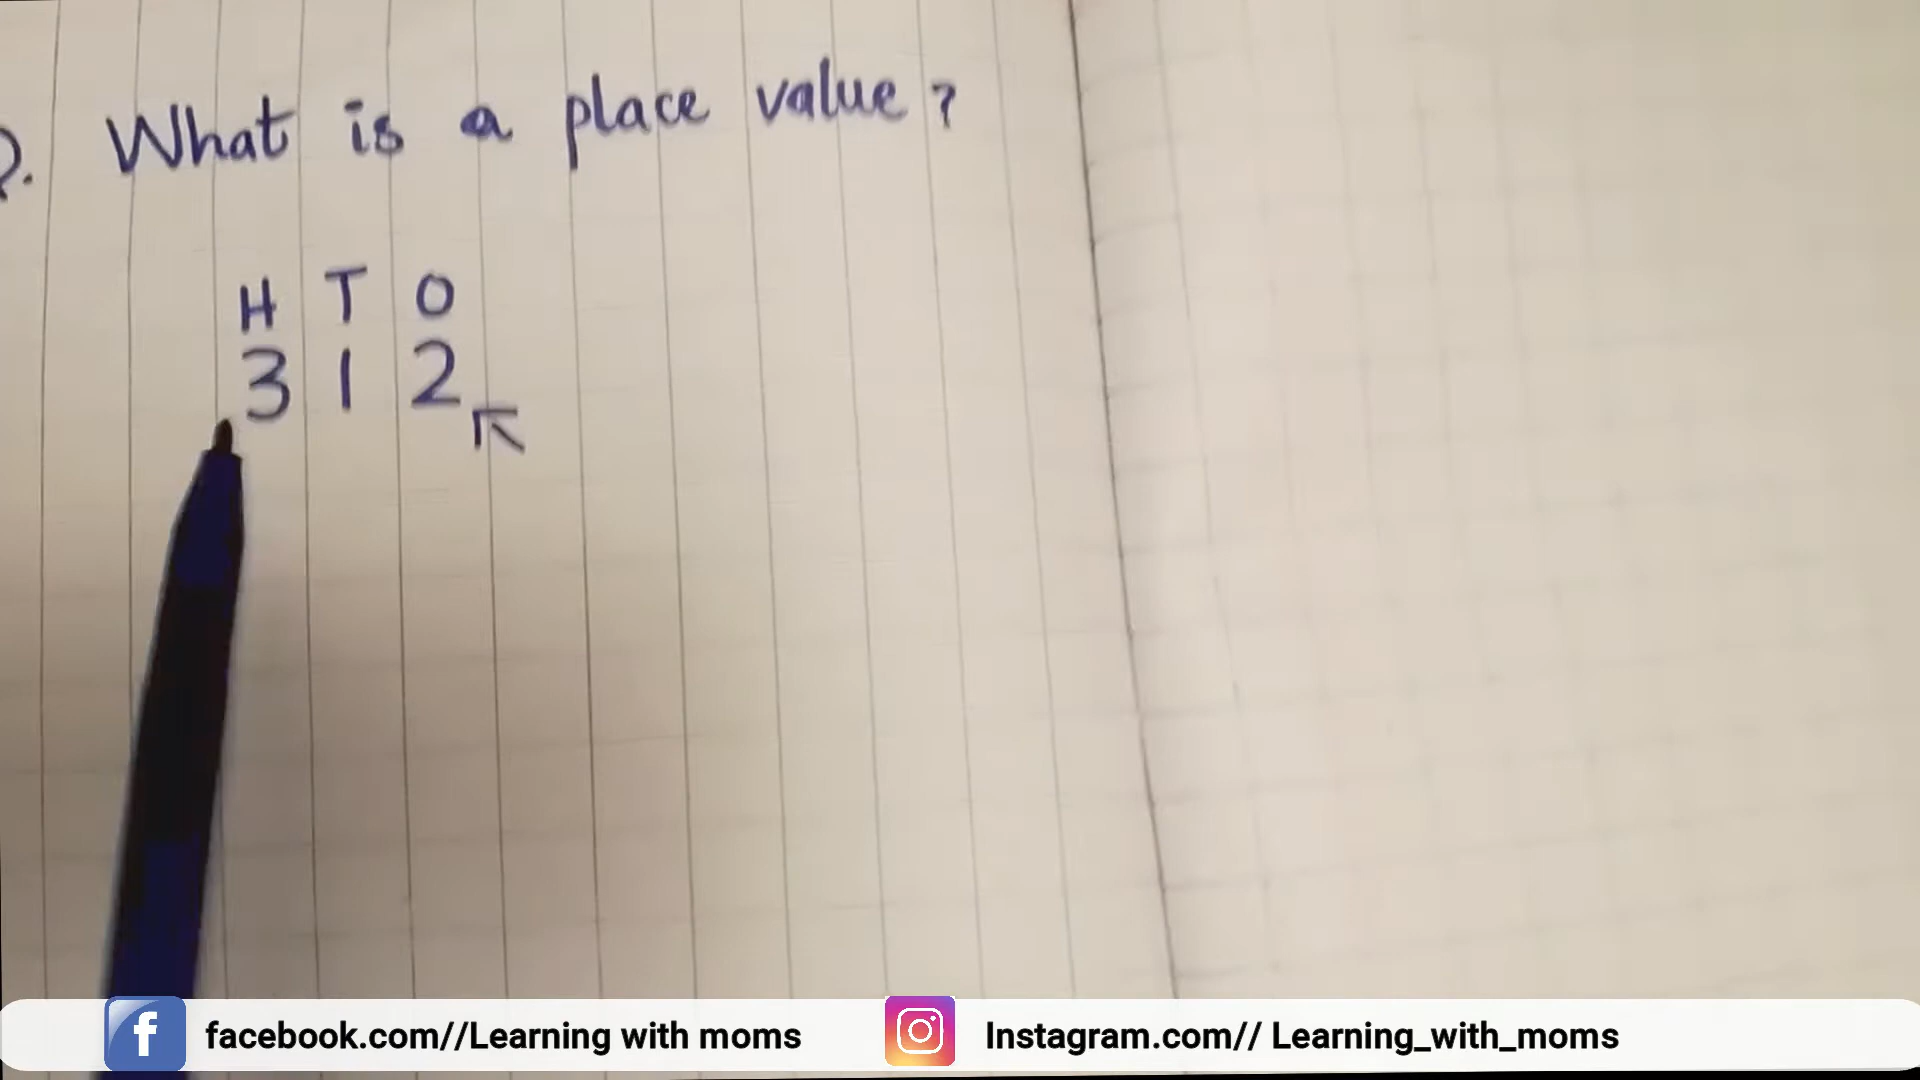 Q. What is a place value?
H T O
3 1 2
facebook.com//Learning with moms
Instagram.com// Learning_with_moms